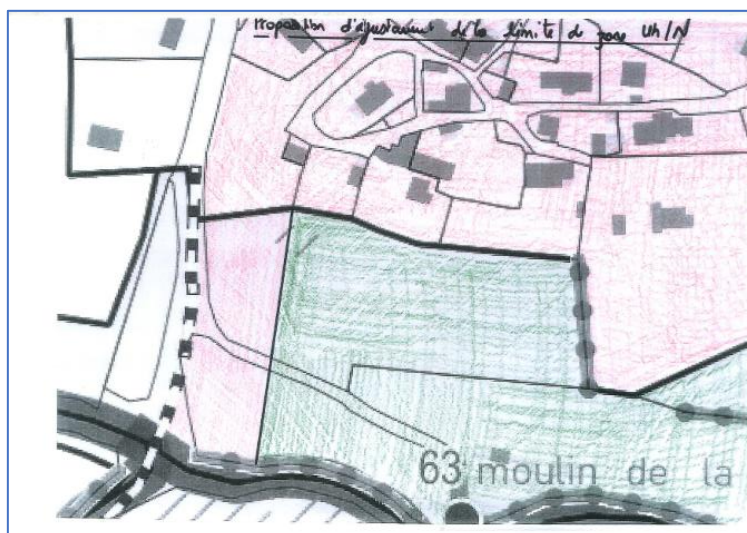 Proposition d'ajustement de la limite de zone Uh/N
63 moulin de la